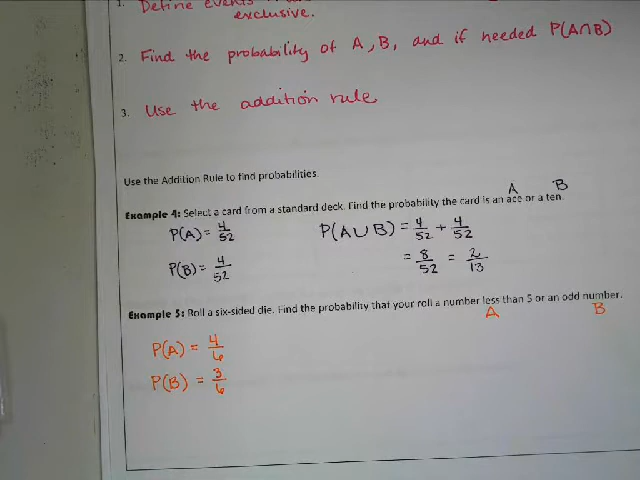 1. Define events
exclusive.
2. Find the probability of A, B, and if needed P(A∩B)
3. Use the addition rule
Use the Addition Rule to find probabilities.
A B
Example 4: Select a card from a standard deck. Find the probability the card is an ace or a ten.
P(A) = 4/52 P(A∪B) = 4/52 + 4/52
P(B) = 4/52 = 8/52 = 2/13
Example 5: Roll a six-sided die. Find the probability that your roll a number less than 5 or an odd number.
A B
P(A) = 4/6
P(B) = 3/6